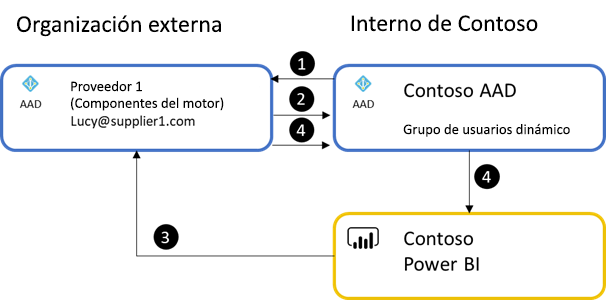 Organización externa
Interno de Contoso
1
AAD
Proveedor 1
(Componentes del motor)
Lucy@supplier1.com
2
4
AAD
Contoso AAD
Grupo de usuarios dinámico
4
3
Contoso
Power BI